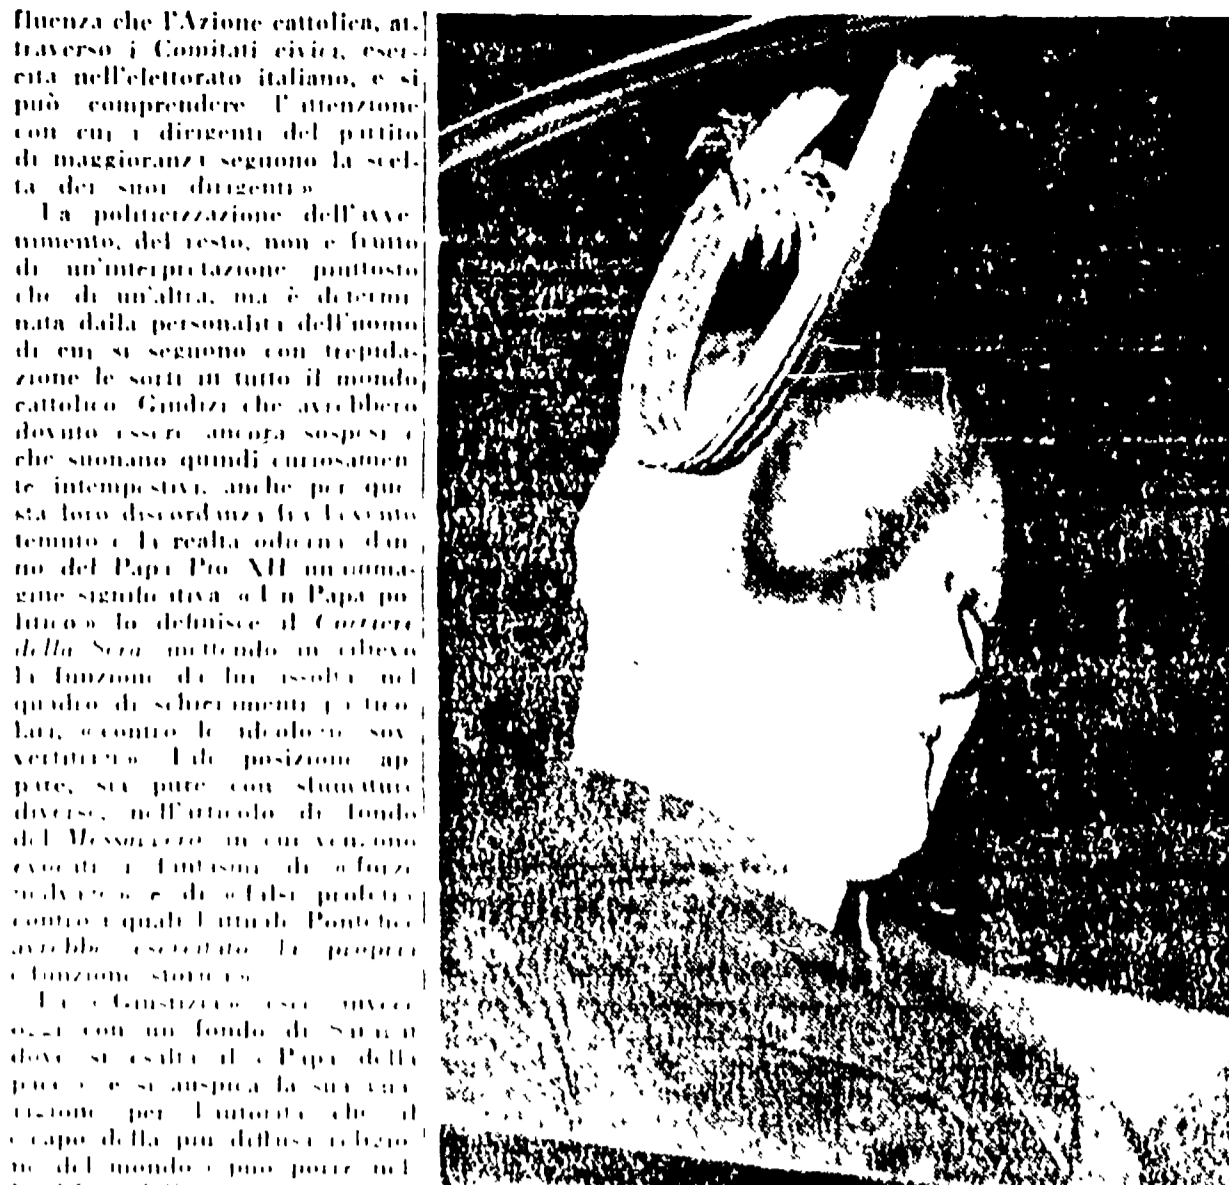 fluenza che l'Azione cattolica, at-
traverso i Comitati civici, eser-
cita nell'elettorato italiano, e si
può comprendere l'attenzione
con cui i dirigenti del partito
di maggioranza seguono la scel-
ta dei suoi dirigenti»
La politicizzazione dell'avve
nimento, del resto, non e frutto
di un'interpretazione piuttosto
che di un'altra, ma è determi
nata dalla personalità dell'uomo
di cui si seguono con trepida-
zione le sorti in tutto il mondo
cattolico Giudizi che avrebbero
dovuto essere ancora sospesi e
che suonano quindi curiosamen
te intempestivi, anche per que
sta loro discordanza fra l'evento
temuto e la realtà odierna dan
no del Papa Pio XII un'imma-
gine significativa «Un Papa po
litico» lo definisce il Corriere
della Sera mettendo in rilievo
la funzione da lui assolta nel
quadro di schieramenti
«contro le ideologie sov
vertitrici» Tale posizione ap
pare, sia pure con sfumature
diverse, nell'articolo di fondo
del Messaggero in cui vengono
evocati i fantasmi di «forze
malvage» e di «falsi profeti»
contro i quali l'attuale Pontefice
avrebbe esercitato la propria
«funzione storica»
La «Giustizia» esce invece
oggi con un fondo di Saragat
dove si esalta il «Papa della
pace» e si auspica la sua
per l'autorità che il
«capo della più diffusa religio
ne del mondo» può porre nel